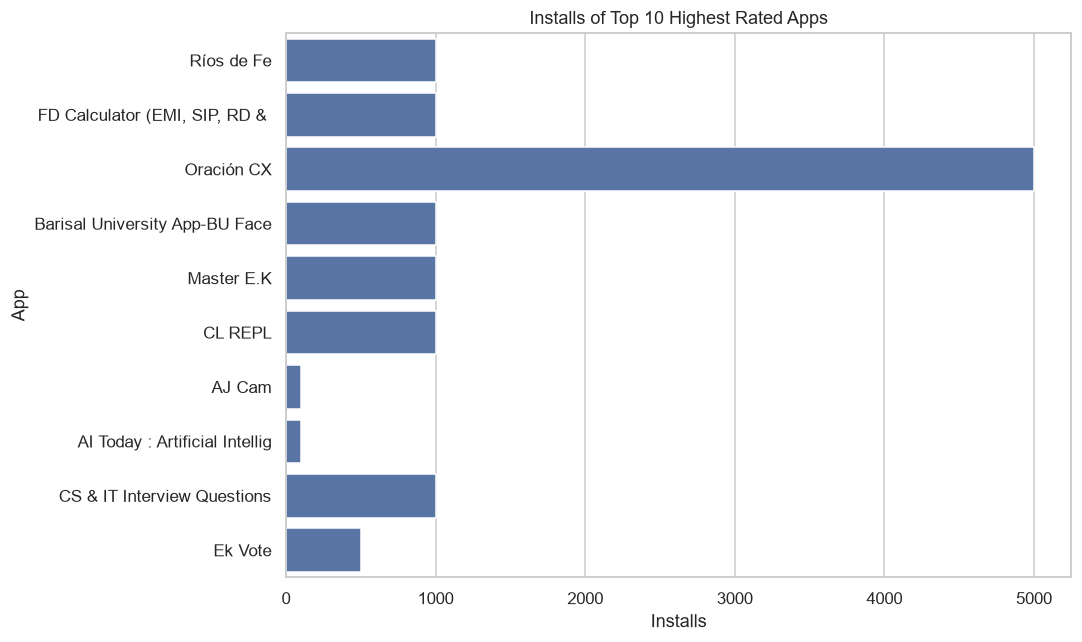 Installs of Top 10 Highest Rated Apps
Ríos de Fe
FD Calculator (EMI, SIP, RD &
Oración CX
Barisal University App-BU Face
Master E.K
CL REPL
AJ Cam
AI Today : Artificial Intellig
CS & IT Interview Questions
Ek Vote
App
0 1000 2000 3000 4000 5000
Installs